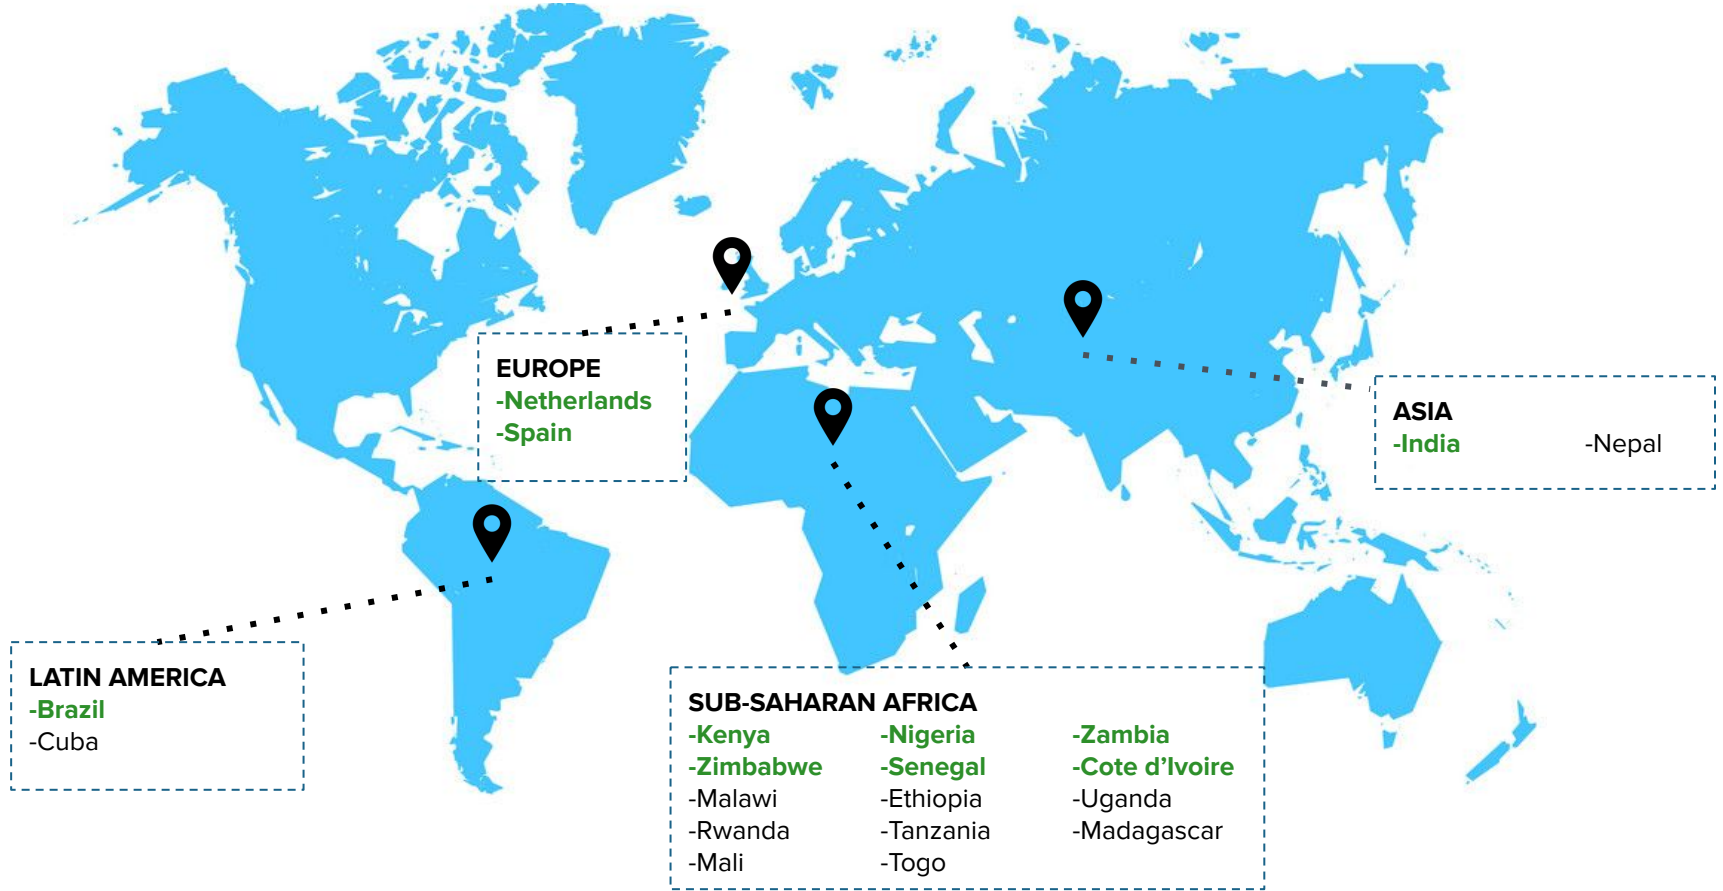 EUROPE
-Netherlands
-Spain
ASIA
-India -Nepal
LATIN AMERICA
-Brazil
-Cuba
SUB-SAHARAN AFRICA
-Kenya -Nigeria -Zambia
-Zimbabwe -Senegal -Cote d’Ivoire
-Malawi -Ethiopia -Uganda
-Rwanda -Tanzania -Madagascar
-Mali -Togo